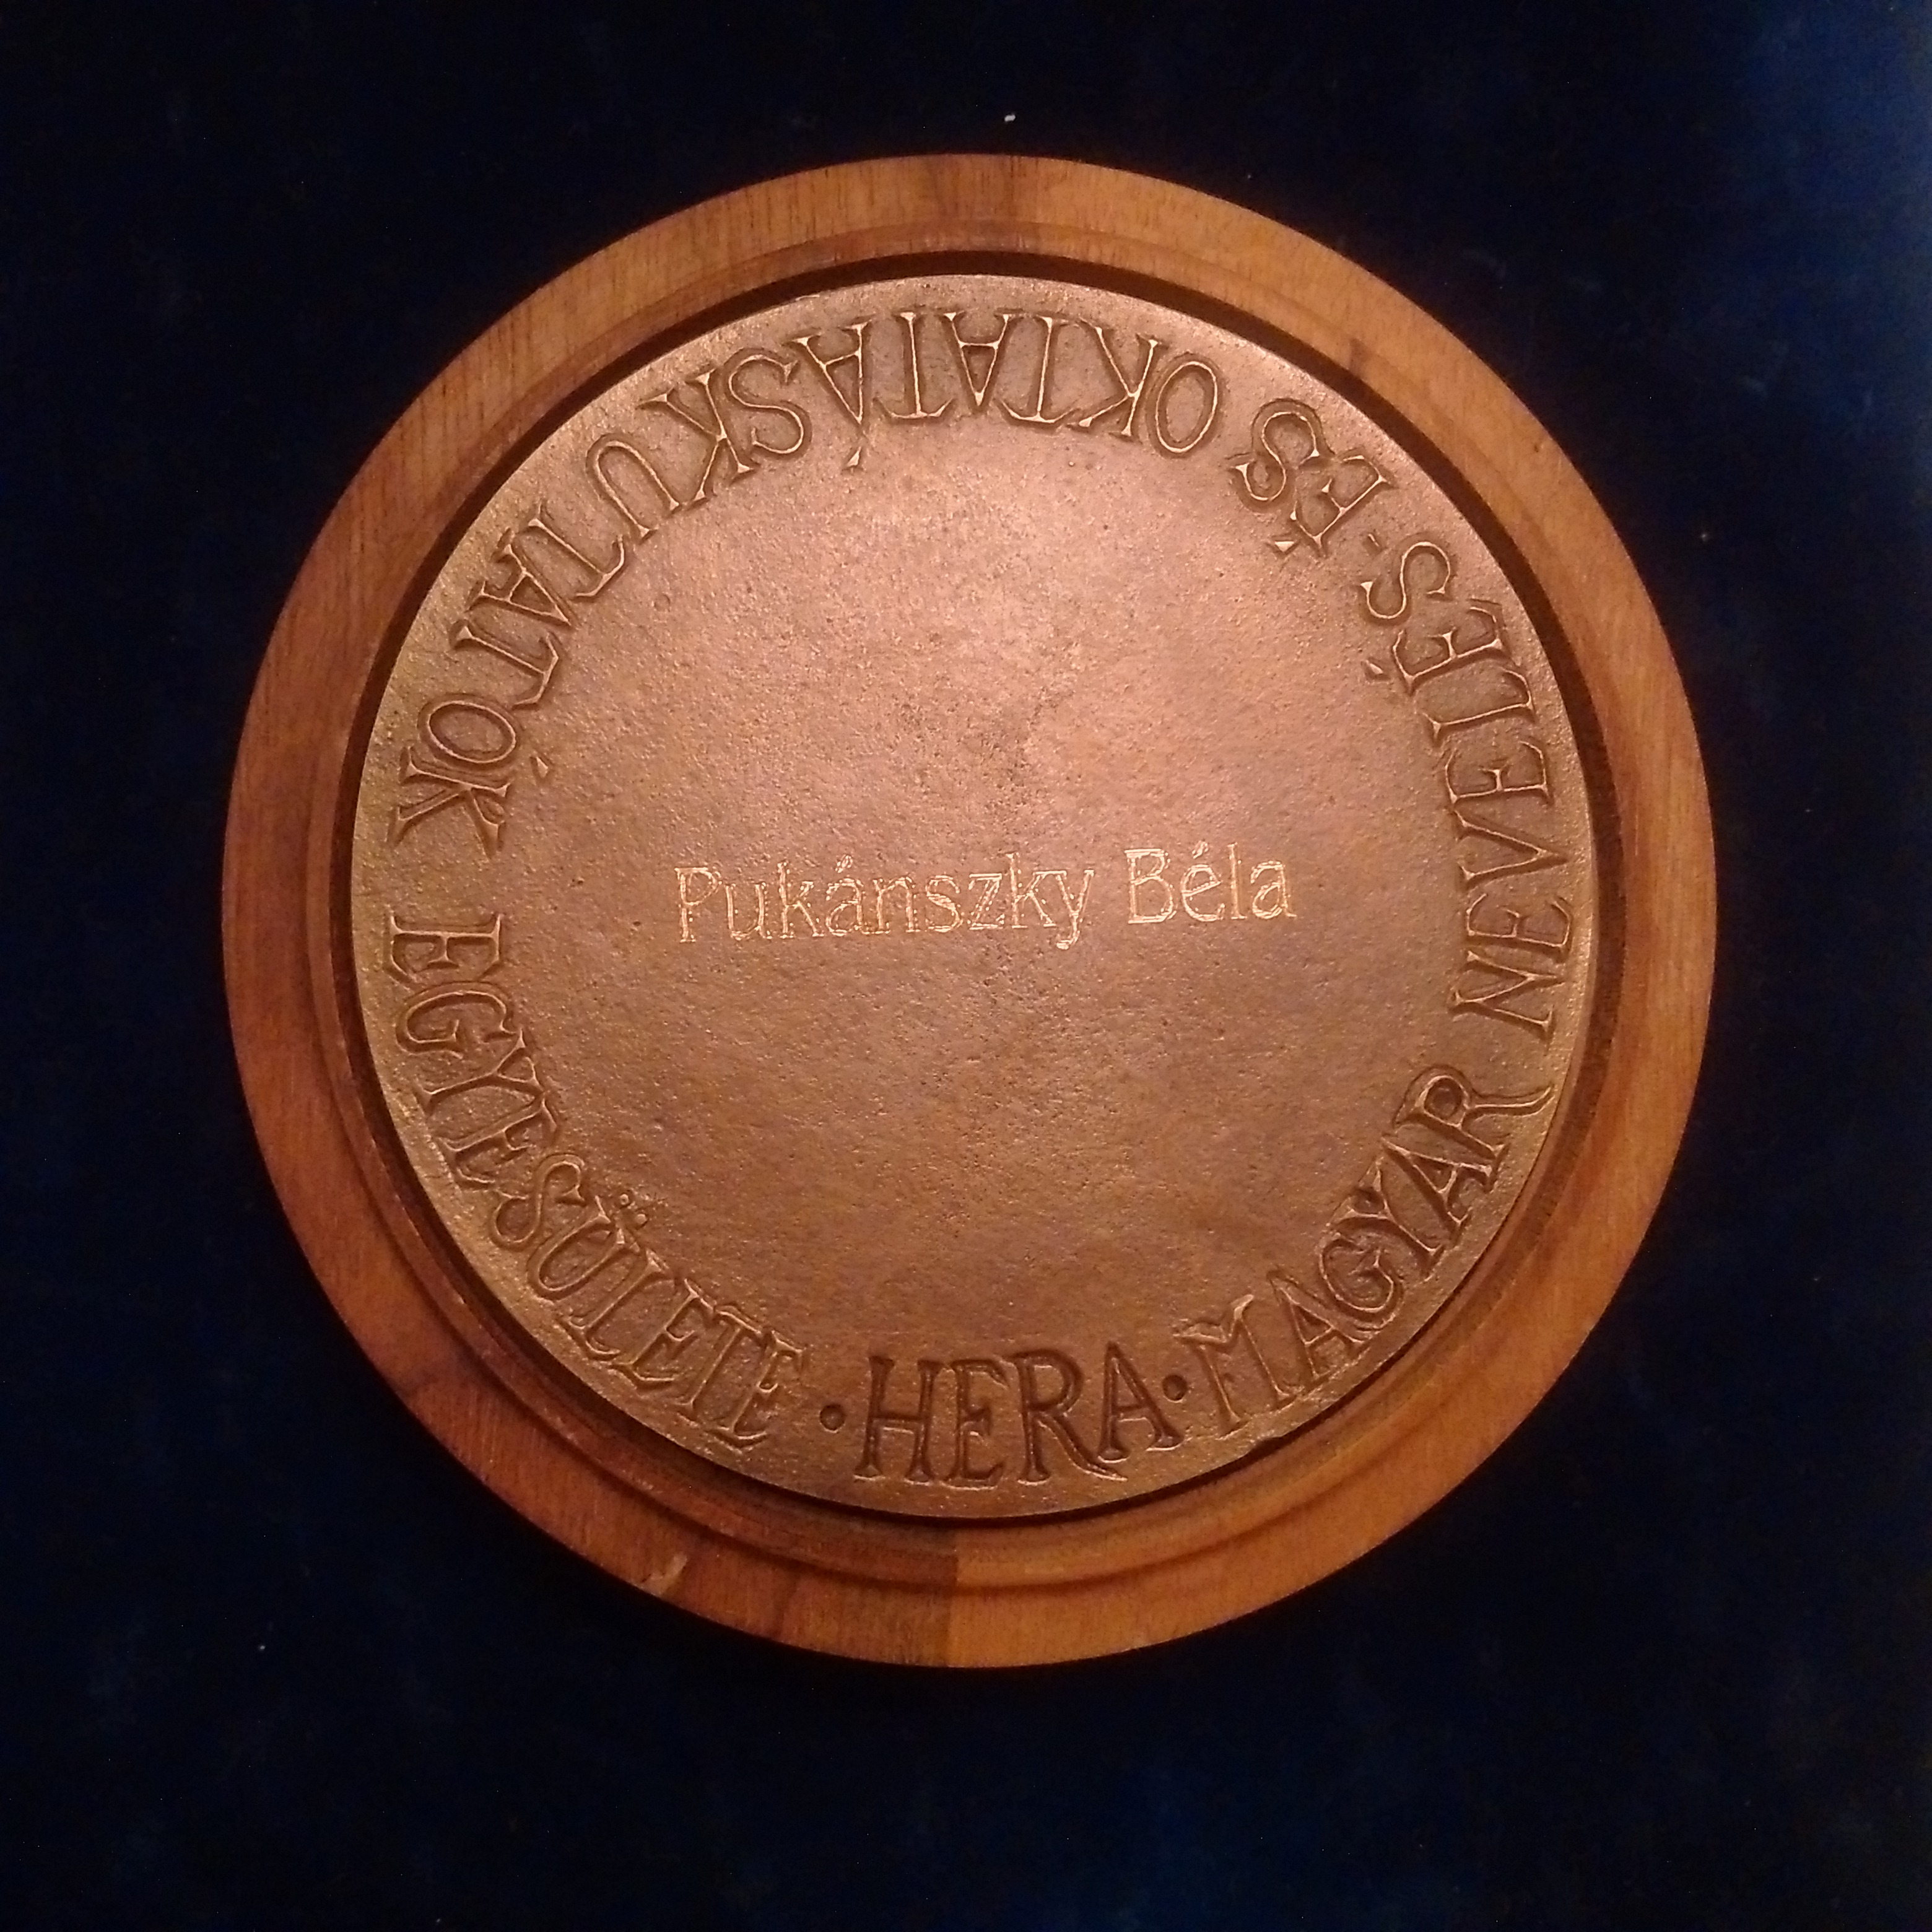 · HERA · MAGYAR NEVELÉS- ÉS OKTATÁSKUTATÓK EGYESÜLETE
Pukánszky Béla